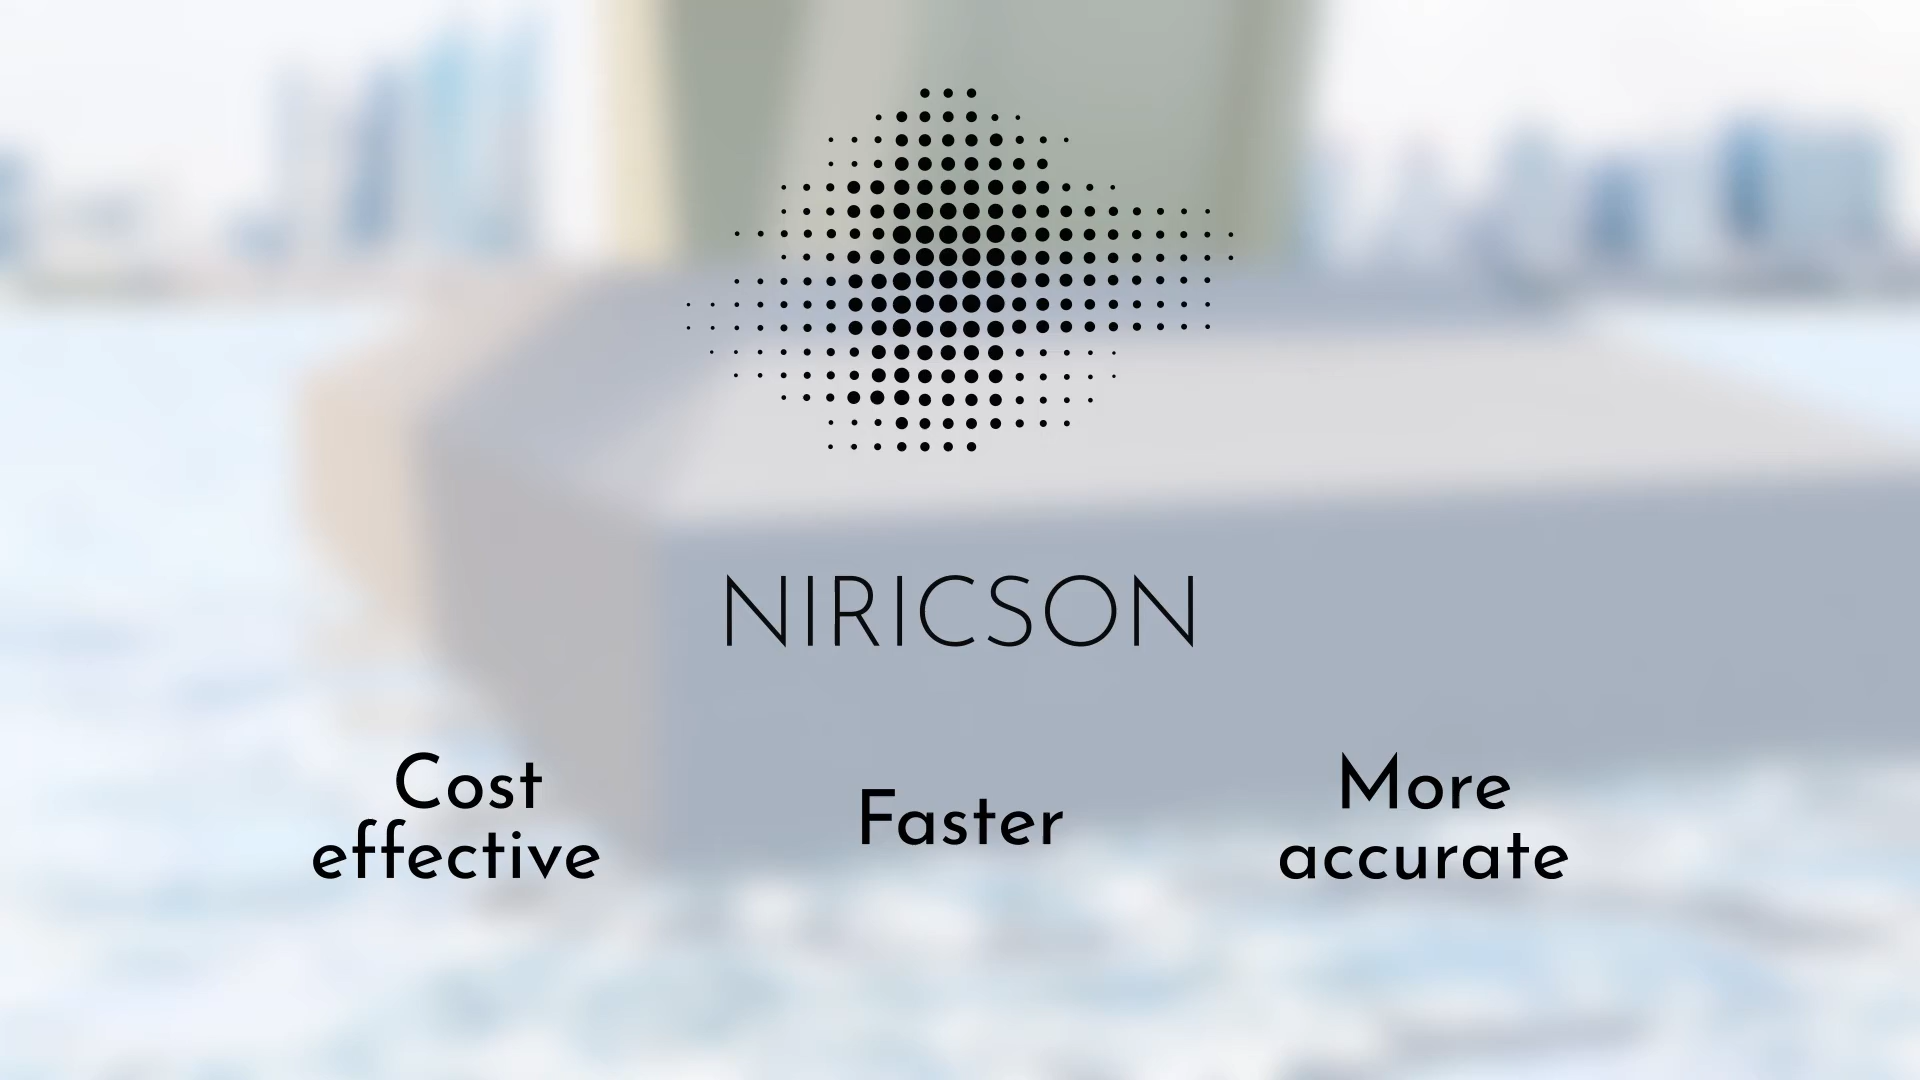 NIRICSON
Cost
effective
Faster
More
accurate